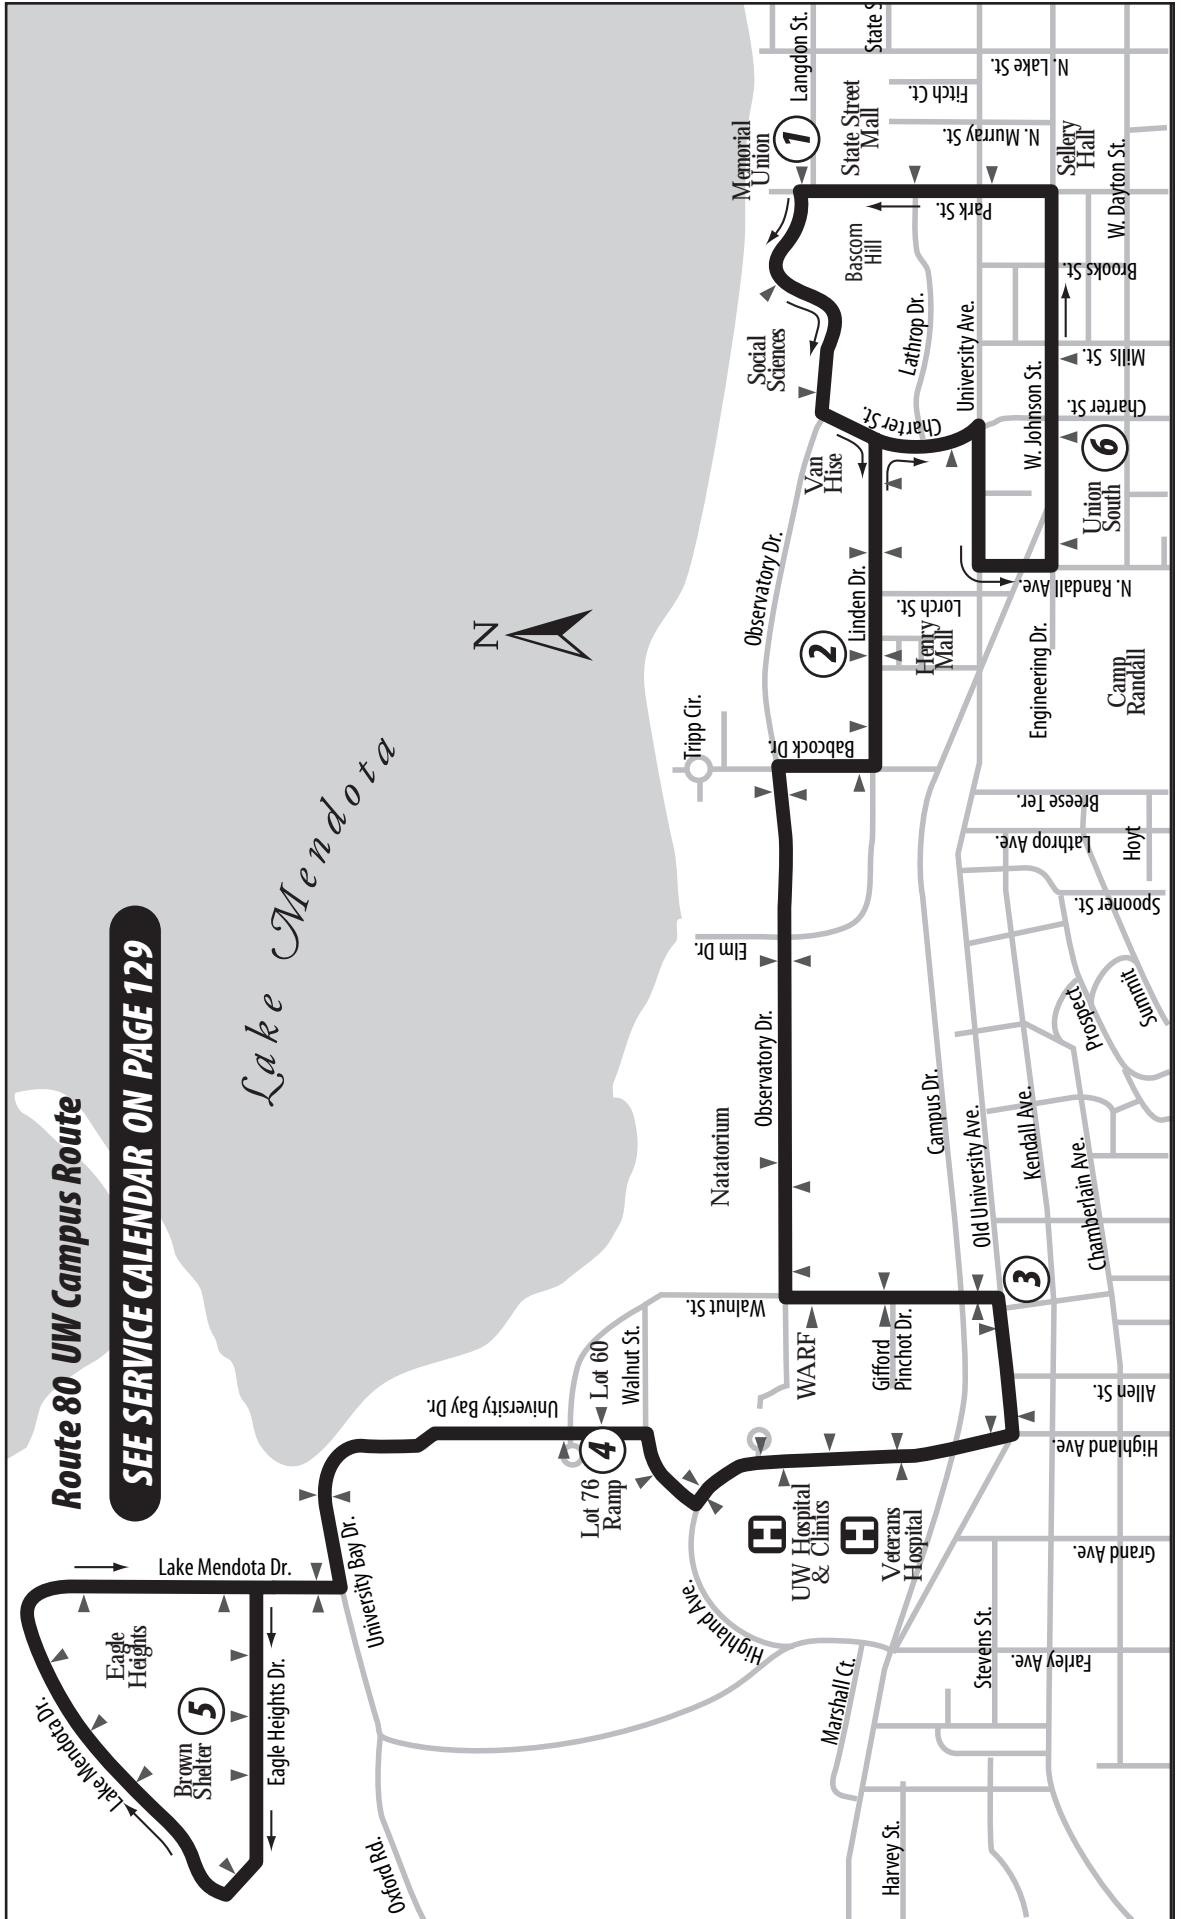 Route 80 UW Campus Route
SEE SERVICE CALENDAR ON PAGE 129
Lake Mendota
N
Lake Mendota Dr.
Lake Mendota Dr.
Eagle
Heights
5
Brown
Shelter
Eagle Heights Dr.
University Bay Dr.
Oxford Rd.
University Bay Dr.
Lot 60
4
Lot 76
Ramp
Walnut St.
Walnut St.
Highland Ave.
UW Hospital
& Clinics
H
Veterans
Hospital
H
WARF
Gifford
Pinchot Dr.
Marshall Ct.
Harvey St.
Stevens St.
Farley Ave.
Grand Ave.
Highland Ave.
Allen St.
3
Natatorium
Observatory Dr.
Campus Dr.
Old University Ave.
Kendall Ave.
Chamberlain Ave.
Prospect
Summit
Spooner St.
Hoyt
Lathrop Ave.
Breese Ter.
Elm Dr.
Tripp Cir.
Babcock Dr.
Observatory Dr.
2
Linden Dr.
Henry
Mall
Lorch St.
Engineering Dr.
Camp
Randall
N. Randall Ave.
Van
Hise
Social
Sciences
Charter St.
Lathrop Dr.
University Ave.
W. Johnson St.
Union
South
6
Charter St.
Mills St.
Brooks St.
W. Dayton St.
Bascom
Hill
Park St.
Memorial
Union
1
Langdon St.
State Street
Mall
State S
Fitch Ct.
N. Murray St.
N. Lake St.
Sellery
Hall